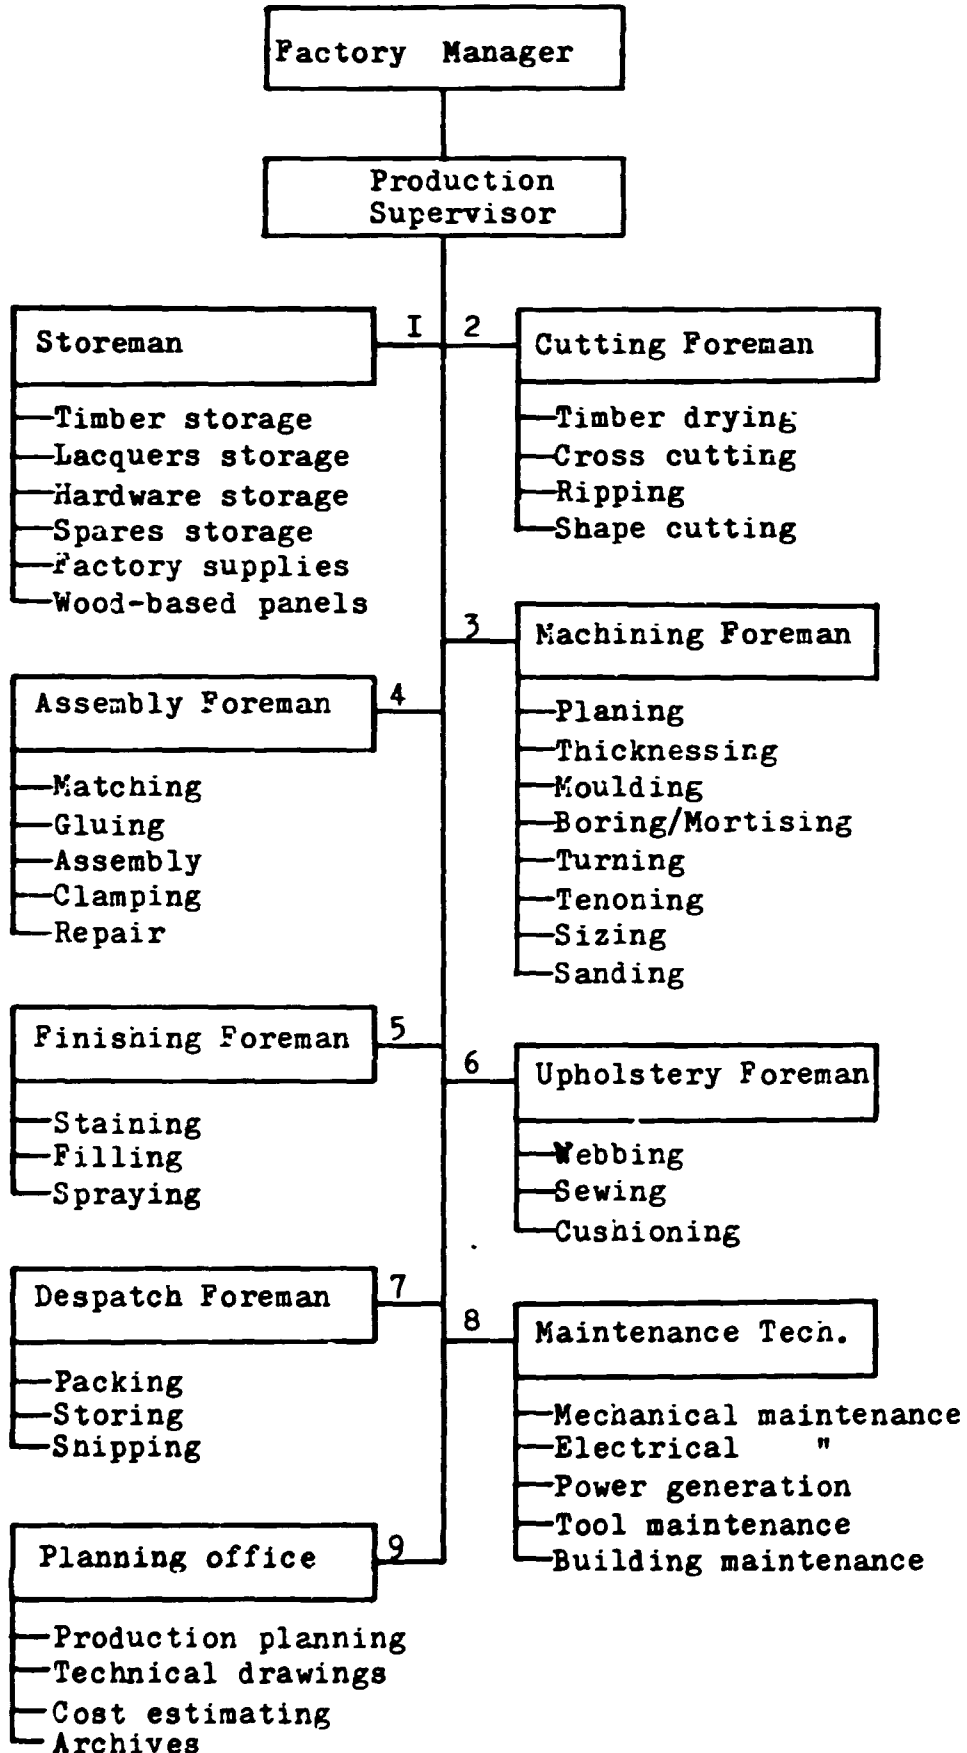 Factory Manager
Production
Supervisor
I
Storeman
Timber storage
Lacquers storage
Hardware storage
Spares storage
Factory supplies
Wood-based panels
2
Cutting Foreman
Timber drying
Cross cutting
Ripping
Shape cutting
3
Machining Foreman
Planing
Thicknessing
Moulding
Boring/Mortising
Turning
Tenoning
Sizing
Sanding
4
Assembly Foreman
Matching
Gluing
Assembly
Clamping
Repair
5
Finishing Foreman
Staining
Filling
Spraying
6
Upholstery Foreman
Webbing
Sewing
Cushioning
7
Despatch Foreman
Packing
Storing
Shipping
8
Maintenance Tech.
Mechanical maintenance
Electrical "
Power generation
Tool maintenance
Building maintenance
9
Planning office
Production planning
Technical drawings
Cost estimating
Archives